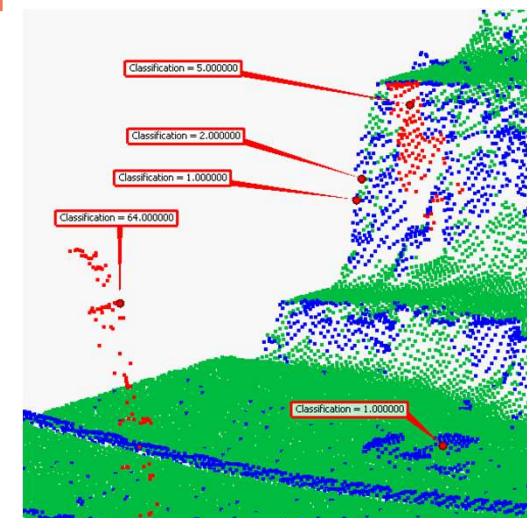 Classification = 5.000000
Classification = 2.000000
Classification = 1.000000
Classification = 64.000000
Classification = 1.000000